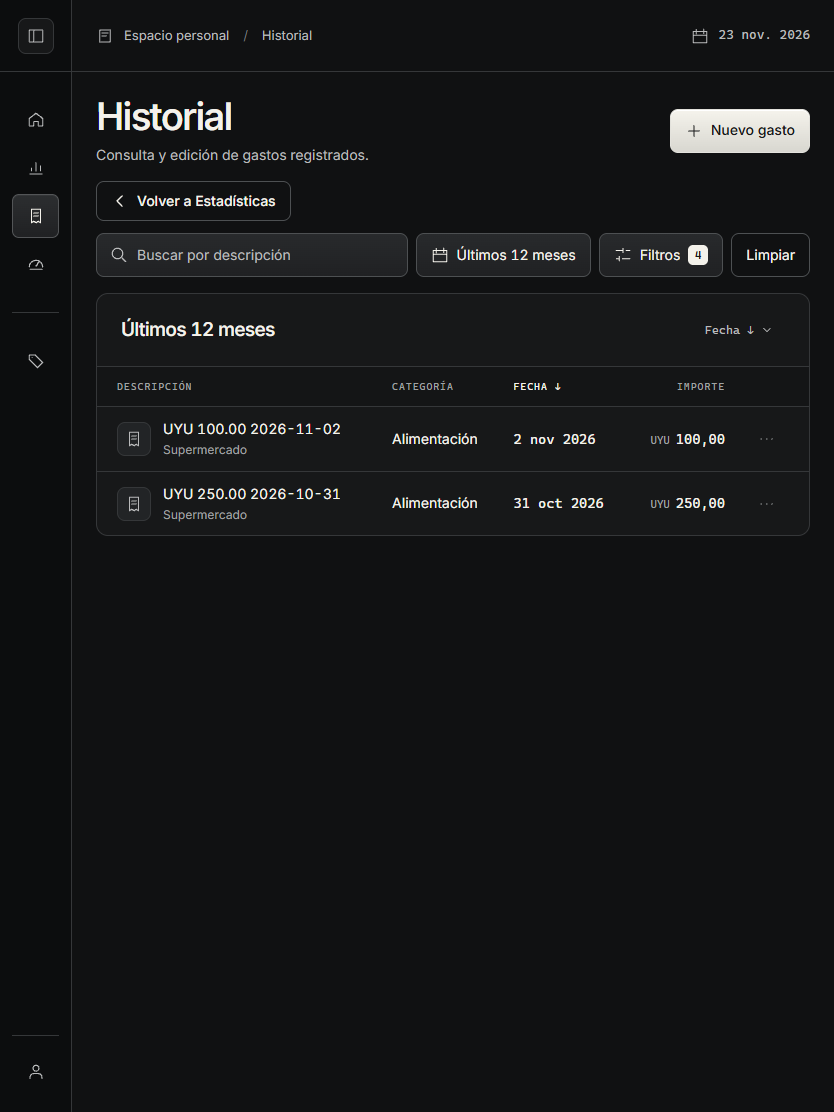 Espacio personal / Historial
23 nov. 2026
Historial
Consulta y edición de gastos registrados.
+ Nuevo gasto
Volver a Estadísticas
Buscar por descripción
Últimos 12 meses
Filtros 4
Limpiar
Últimos 12 meses
Fecha ↓
DESCRIPCIÓN CATEGORÍA FECHA ↓ IMPORTE
UYU 100.00 2026-11-02
Supermercado
Alimentación
2 nov 2026
UYU 100,00
UYU 250.00 2026-10-31
Supermercado
Alimentación
31 oct 2026
UYU 250,00